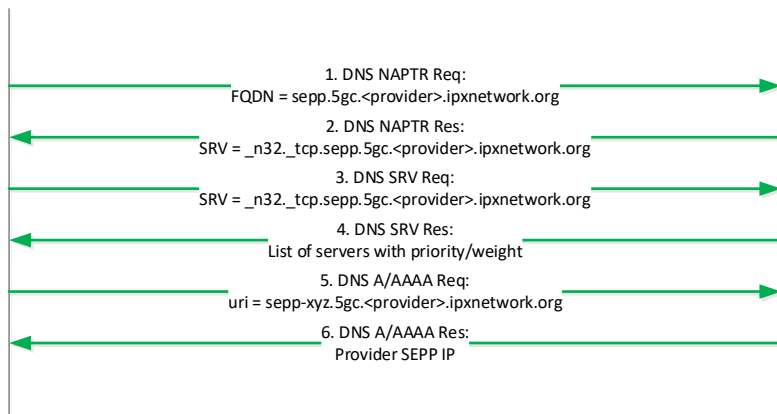 1. DNS NAPTR Req:
FQDN = sepp.5gc.<provider>.ipxnetwork.org
2. DNS NAPTR Res:
SRV = _n32._tcp.sepp.5gc.<provider>.ipxnetwork.org
3. DNS SRV Req:
SRV = _n32._tcp.sepp.5gc.<provider>.ipxnetwork.org
4. DNS SRV Res:
List of servers with priority/weight
5. DNS A/AAAA Req:
uri = sepp-xyz.5gc.<provider>.ipxnetwork.org
6. DNS A/AAAA Res:
Provider SEPP IP